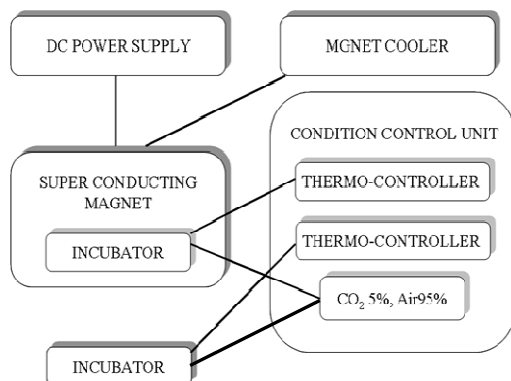 DC POWER SUPPLY
MGNET COOLER
CONDITION CONTROL UNIT
SUPER CONDUCTING
MAGNET
THERMO-CONTROLLER
INCUBATOR
THERMO-CONTROLLER
CO₂ 5%, Air95%
INCUBATOR